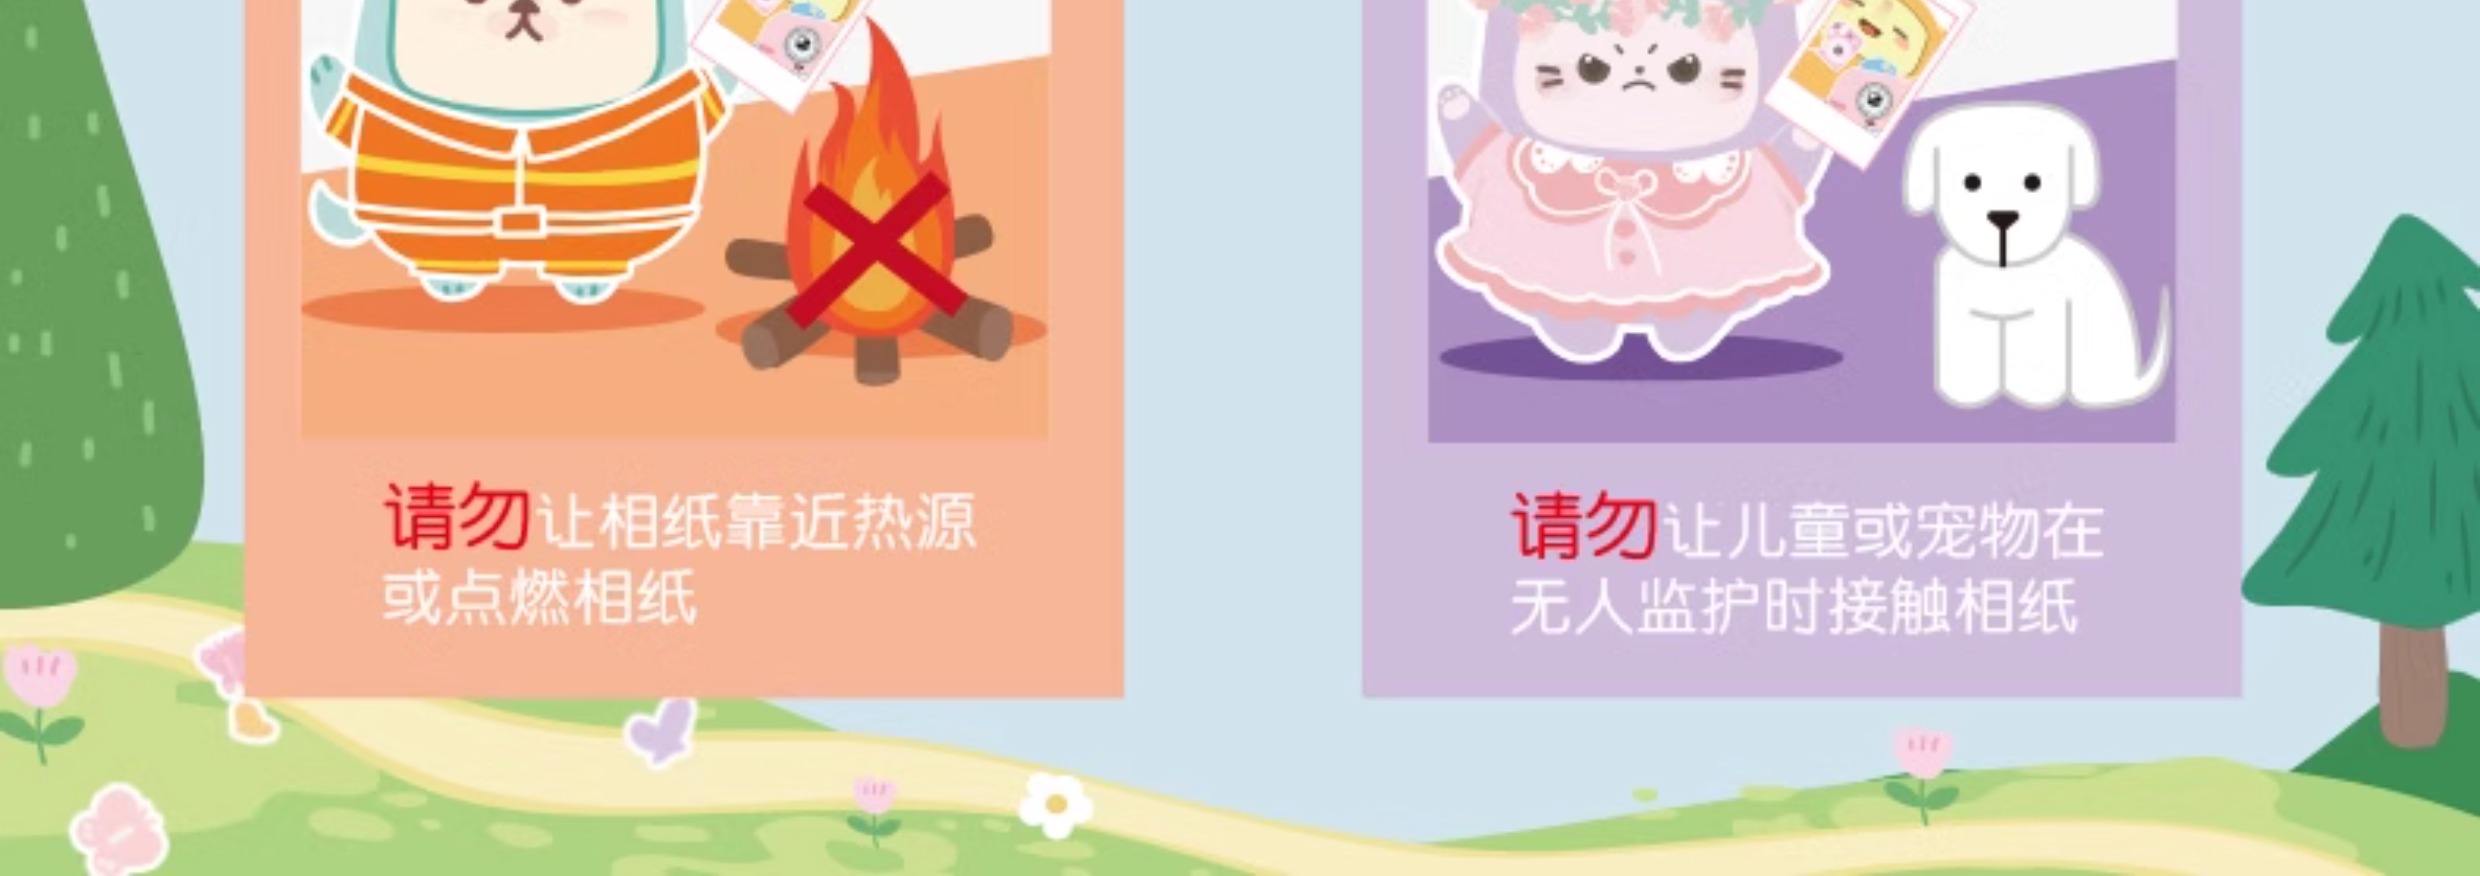 请勿让相纸靠近热源
或点燃相纸
请勿让儿童或宠物在
无人监护时接触相纸